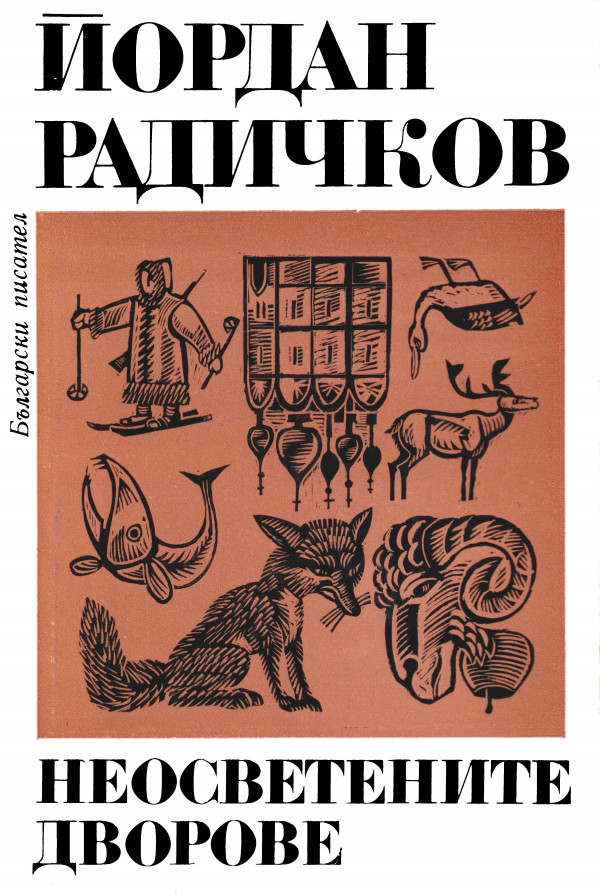 ЙОРДАН
РАДИЧКОВ
Български писател
НЕОСВЕТЕНИТЕ
ДВОРОВЕ